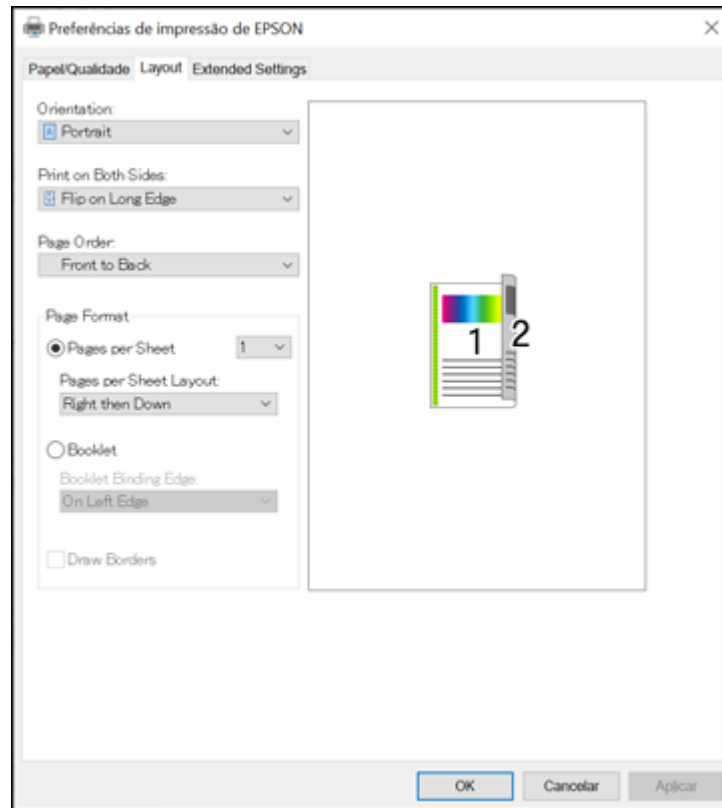 Preferências de impressão de EPSON
Papel/Qualidade Layout Extended Settings
Orientation:
Portrait
Print on Both Sides:
Flip on Long Edge
Page Order:
Front to Back
Page Format
Pages per Sheet 1
Pages per Sheet Layout:
Right then Down
Booklet
Booklet Binding Edge:
On Left Edge
Draw Borders
1 2
OK Cancelar Aplicar